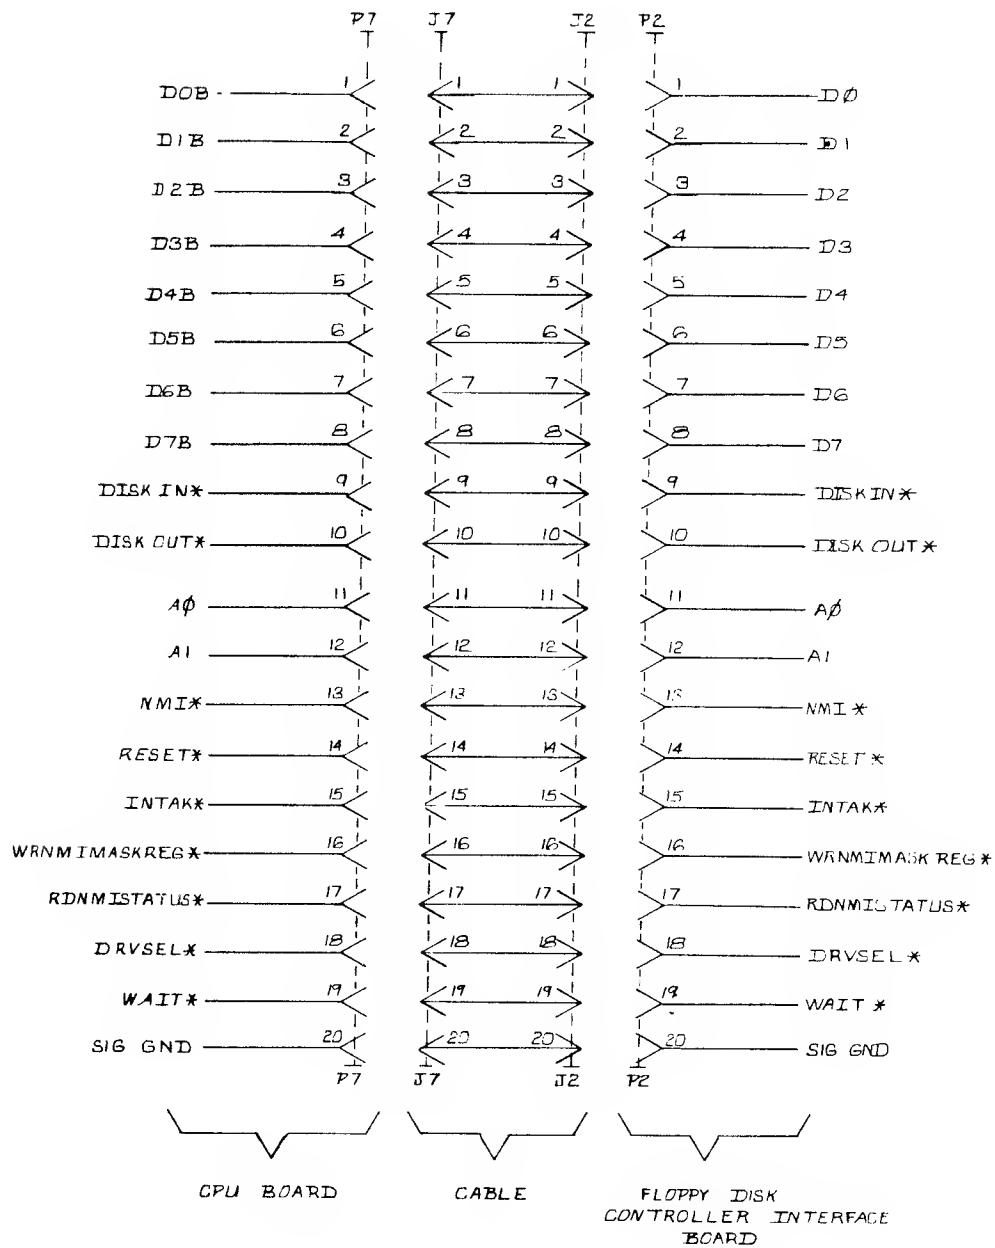 P7 J7 J2 P2
D0B 1 1 1 1 DØ
D1B 2 2 2 2 D1
D2B 3 3 3 3 D2
D3B 4 4 4 4 D3
D4B 5 5 5 5 D4
D5B 6 6 6 6 D5
D6B 7 7 7 7 D6
D7B 8 8 8 8 D7
DISK IN* 9 9 9 9 DISK IN*
DISK OUT* 10 10 10 10 DISK OUT*
AØ 11 11 11 11 AØ
A1 12 12 12 12 A1
NMI* 13 13 13 13 NMI*
RESET* 14 14 14 14 RESET*
INTAK* 15 15 15 15 INTAK*
WRNMIMASKREG* 16 16 16 16 WRNMIMASKREG*
RDNMISTATUS* 17 17 17 17 RDNMISTATUS*
DRVSEL* 18 18 18 18 DRVSEL*
WAIT* 19 19 19 19 WAIT*
SIG GND 20 20 20 20 SIG GND
P7 J7 J2 P2
CPU BOARD
CABLE
FLOPPY DISK
CONTROLLER INTERFACE
BOARD